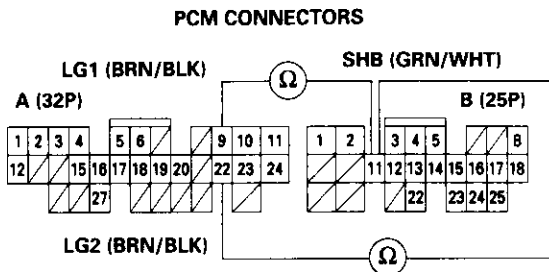 PCM CONNECTORS
LG1 (BRN/BLK) Ω SHB (GRN/WHT)
A (32P) B (25P)
1 2 3 4 5 6 9 10 11 1 2 3 4 5 8
12 15 16 17 18 19 20 22 23 24 11 12 13 14 15 16 17 18
27 22 23 24 25
LG2 (BRN/BLK) Ω